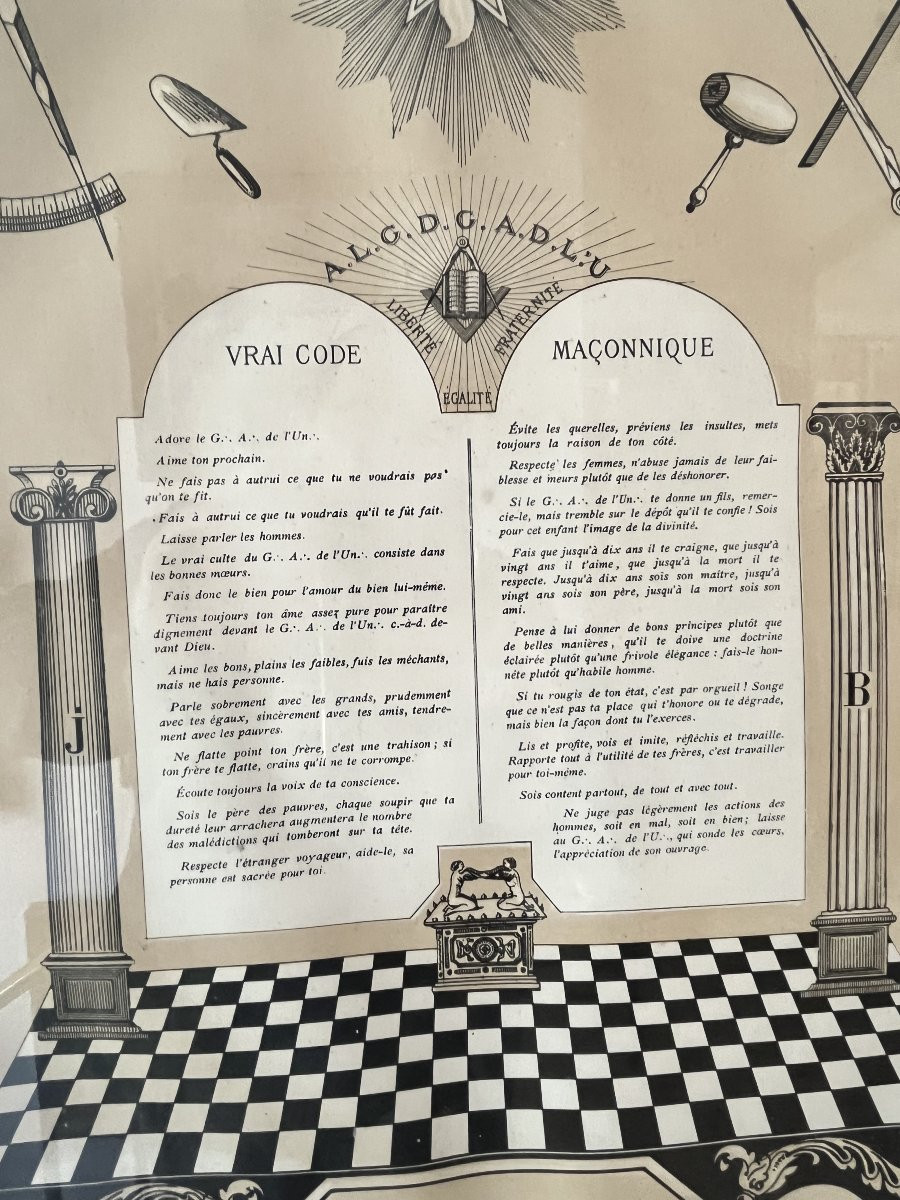 A.L.G.D.G.A.D.L.'U
LIBERTÉ
FRATERNITÉ
ÉGALITÉ
VRAI CODE
Adore le G∴ A∴ de l'Un∴
Aime ton prochain.
Ne fais pas à autrui ce que tu ne voudrais pas
qu'on te fit.
Fais à autrui ce que tu voudrais qu'il te fût fait.
Laisse parler les hommes.
Le vrai culte du G∴ A∴ de l'Un∴ consiste dans
les bonnes mœurs.
Fais donc le bien pour l'amour du bien lui-même.
Tiens toujours ton âme assez pure pour paraître
dignement devant le G∴ A∴ de l'Un∴ c.-à-d. de-
vant Dieu.
Aime les bons, plains les faibles, fuis les méchants,
mais ne hais personne.
Parle sobrement avec les grands, prudemment
avec tes égaux, sincèrement avec tes amis, tendre-
ment avec les pauvres.
Ne flatte point ton frère, c'est une trahison ; si
ton frère te flatte, crains qu'il ne te corrompe.
Écoute toujours la voix de ta conscience.
Sois le père des pauvres, chaque soupir que ta
dureté leur arrachera augmentera le nombre
des malédictions qui tomberont sur ta tête.
Respecte l'étranger voyageur, aide-le, sa
personne est sacrée pour toi.
MAÇONNIQUE
Évite les querelles, préviens les insultes, mets
toujours la raison de ton côté.
Respecte les femmes, n'abuse jamais de leur fai-
blesse et meurs plutôt que de les déshonorer.
Si le G∴ A∴ de l'Un∴ te donne un fils, remer-
cie-le, mais tremble sur le dépôt qu'il te confie ! Sois
pour cet enfant l'image de la divinité.
Fais que jusqu'à dix ans il te craigne, que jusqu'à
vingt ans il t'aime, que jusqu'à la mort il te
respecte. Jusqu'à dix ans sois son maître, jusqu'à
vingt ans sois son père, jusqu'à la mort sois son
ami.
Pense à lui donner de bons principes plutôt que
de belles manières, qu'il te doive une doctrine
éclairée plutôt qu'une frivole élégance : fais-le hon-
nête plutôt qu'habile homme.
Si tu rougis de ton état, c'est par orgueil ! Songe
que ce n'est pas ta place qui t'honore ou te dégrade,
mais bien la façon dont tu l'exerces.
Lis et profite, vois et imite, réfléchis et travaille.
Rapporte tout à l'utilité de tes frères, c'est travailler
pour toi-même.
Sois content partout, de tout et avec tout.
Ne juge pas légèrement les actions des
hommes, soit en mal, soit en bien ; laisse
au G∴ A∴ de l'U∴, qui sonde les cœurs,
l'appréciation de son ouvrage.
j
B